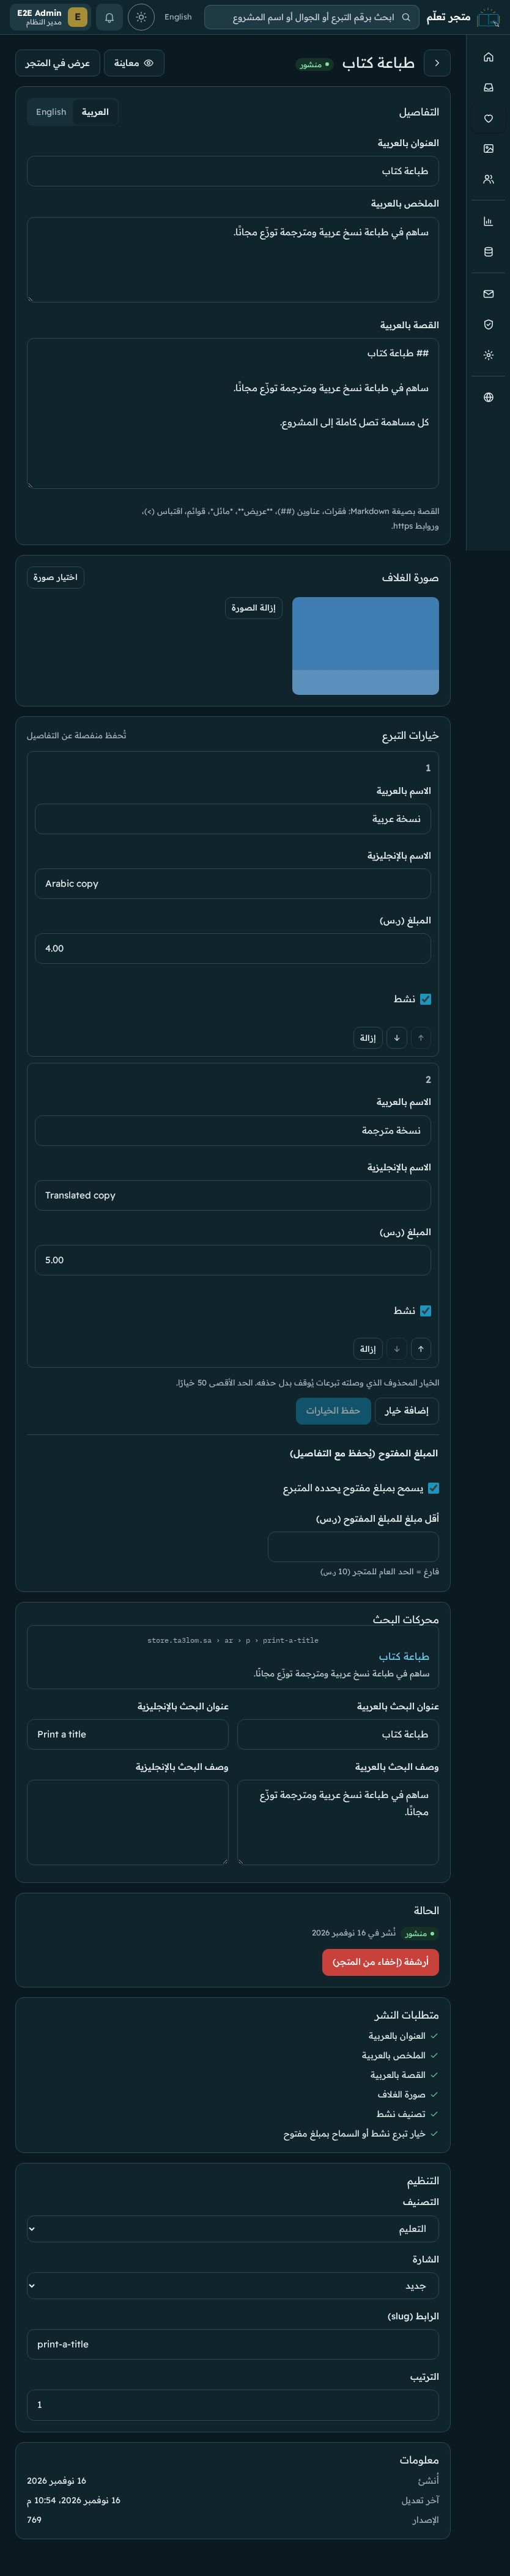 متجر تعلّم
ابحث برقم التبرع أو الجوال أو اسم المشروع
English
E
E2E Admin
مدير النظام
طباعة كتاب
منشور
معاينة
عرض في المتجر
التفاصيل
العربية
English
العنوان بالعربية
طباعة كتاب
الملخص بالعربية
ساهم في طباعة نسخ عربية ومترجمة توزّع مجانًا.
القصة بالعربية
## طباعة كتاب
ساهم في طباعة نسخ عربية ومترجمة توزّع مجانًا.
كل مساهمة تصل كاملة إلى المشروع.
القصة بصيغة Markdown: فقرات، عناوين (##)، **عريض**، *مائل*، قوائم، اقتباس (>)،
وروابط https.
صورة الغلاف
اختيار صورة
إزالة الصورة
خيارات التبرع
تُحفظ منفصلة عن التفاصيل
1
الاسم بالعربية
نسخة عربية
الاسم بالإنجليزية
Arabic copy
المبلغ (ر.س)
4.00
نشط
↑
↓
إزالة
2
الاسم بالعربية
نسخة مترجمة
الاسم بالإنجليزية
Translated copy
المبلغ (ر.س)
5.00
نشط
↑
↓
إزالة
الخيار المحذوف الذي وصلته تبرعات يُوقف بدل حذفه. الحد الأقصى 50 خيارًا.
إضافة خيار
حفظ الخيارات
المبلغ المفتوح (يُحفظ مع التفاصيل)
يسمح بمبلغ مفتوح يحدده المتبرع
أقل مبلغ للمبلغ المفتوح (ر.س)
فارغ = الحد العام للمتجر (10 ر.س)
محركات البحث
store.ta3lom.sa › ar › p › print-a-title
طباعة كتاب
ساهم في طباعة نسخ عربية ومترجمة توزّع مجانًا.
عنوان البحث بالعربية
عنوان البحث بالإنجليزية
طباعة كتاب
Print a title
وصف البحث بالعربية
وصف البحث بالإنجليزية
ساهم في طباعة نسخ عربية ومترجمة توزّع
مجانًا.
الحالة
منشور
نُشر في 16 نوفمبر 2026
أرشفة (إخفاء من المتجر)
متطلبات النشر
العنوان بالعربية
الملخص بالعربية
القصة بالعربية
صورة الغلاف
تصنيف نشط
خيار تبرع نشط أو السماح بمبلغ مفتوح
التنظيم
التصنيف
التعليم
الشارة
جديد
الرابط (slug)
print-a-title
الترتيب
1
معلومات
أُنشئ
16 نوفمبر 2026
آخر تعديل
16 نوفمبر 2026، 10:54 م
الإصدار
769